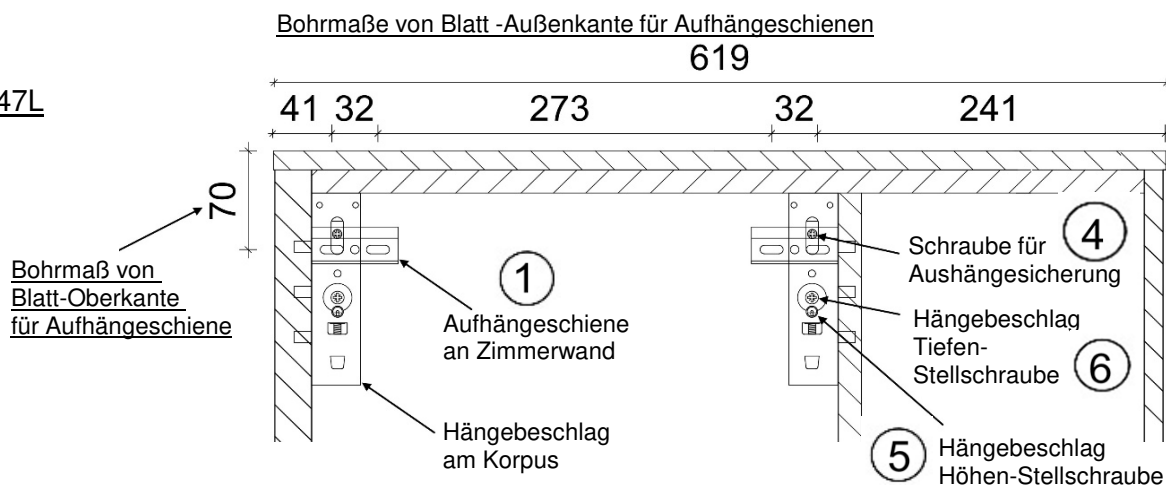 Bohrmaße von Blatt -Außenkante für Aufhängeschienen
619
47L
41 32 273 32 241
70
Bohrmaß von
Blatt-Oberkante
für Aufhängeschiene
1
Aufhängeschiene
an Zimmerwand
Hängebeschlag
am Korpus
4
Schraube für
Aushängesicherung
Hängebeschlag
Tiefen-
Stellschraube
6
5
Hängebeschlag
Höhen-Stellschraube